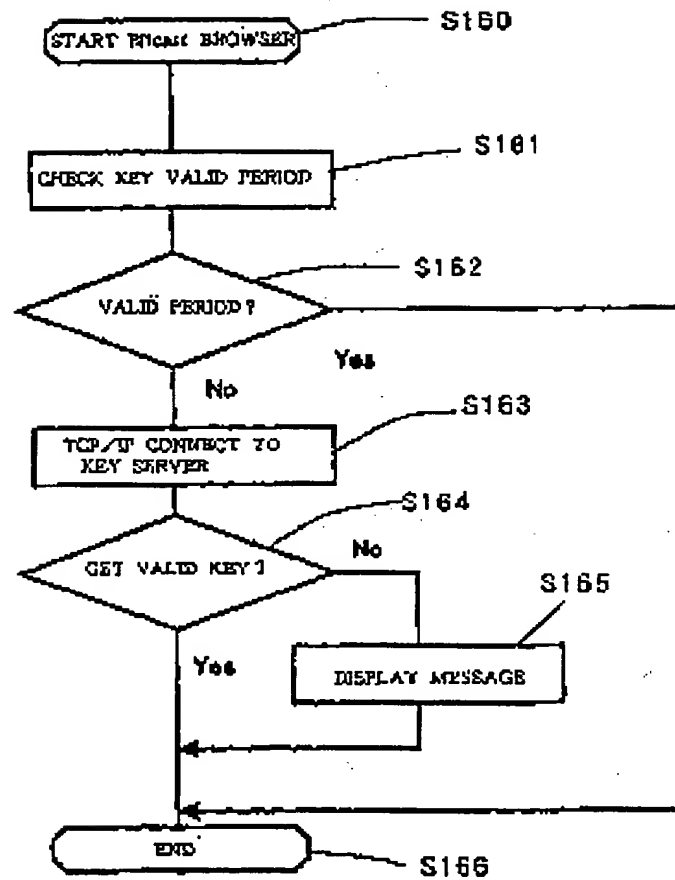 START BROWSER
S160
S161
CHECK KEY VALID PERIOD
S162
VALID PERIOD?
Yes
No
S163
TCP/IP CONNECT TO
KEY SERVER
S164
GET VALID KEY?
No
S165
Yes
DISPLAY MESSAGE
END
S166